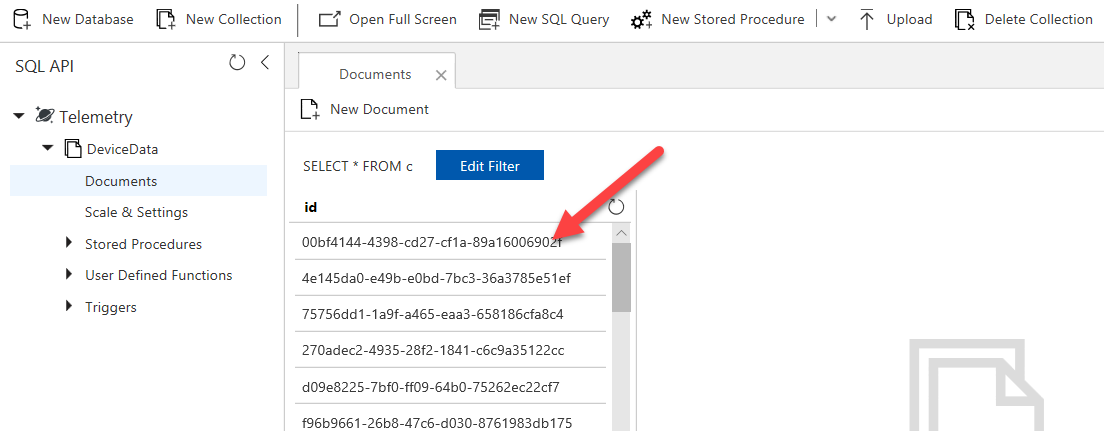 New Database New Collection Open Full Screen New SQL Query New Stored Procedure Upload Delete Collection
SQL API
Telemetry
DeviceData
Documents
Scale & Settings
Stored Procedures
User Defined Functions
Triggers
Documents
New Document
SELECT * FROM c Edit Filter
id
00bf4144-4398-cd27-cf1a-89a16006902f
4e145da0-e49b-e0bd-7bc3-36a3785e51ef
75756dd1-1a9f-a465-eaa3-658186cfa8c4
270adec2-4935-28f2-1841-c6c9a35122cc
d09e8225-7bf0-ff09-64b0-75262ec22cf7
f96b9661-26b8-47c6-d030-8761983db175